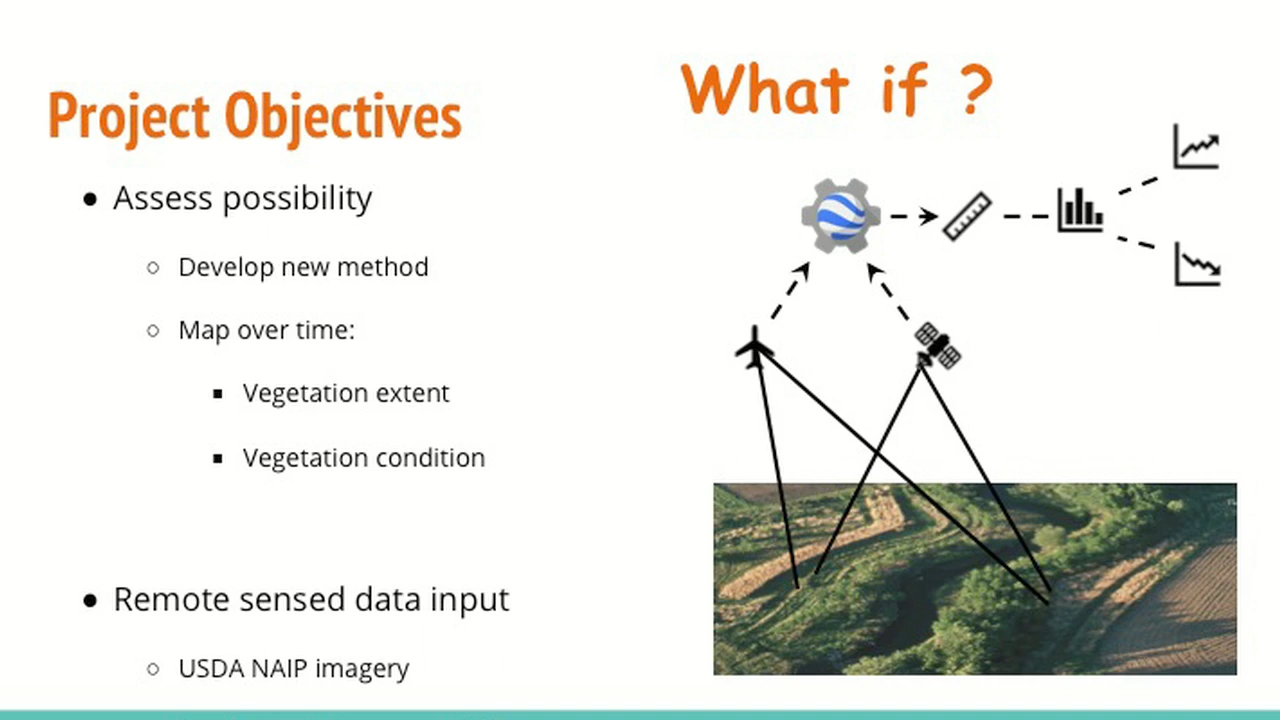 Project Objectives
What if ?
● Assess possibility
○ Develop new method
○ Map over time:
■ Vegetation extent
■ Vegetation condition
● Remote sensed data input
○ USDA NAIP imagery